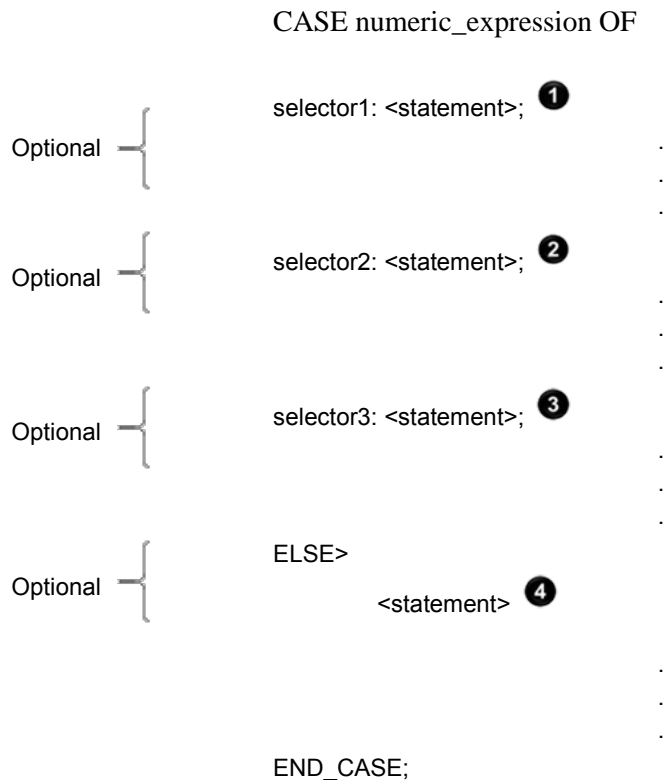 CASE numeric_expression OF
selector1: <statement>; 1
Optional
.
.
.
selector2: <statement>; 2
Optional
.
.
.
selector3: <statement>; 3
Optional
.
.
.
ELSE>
Optional
<statement> 4
.
.
.
END_CASE;